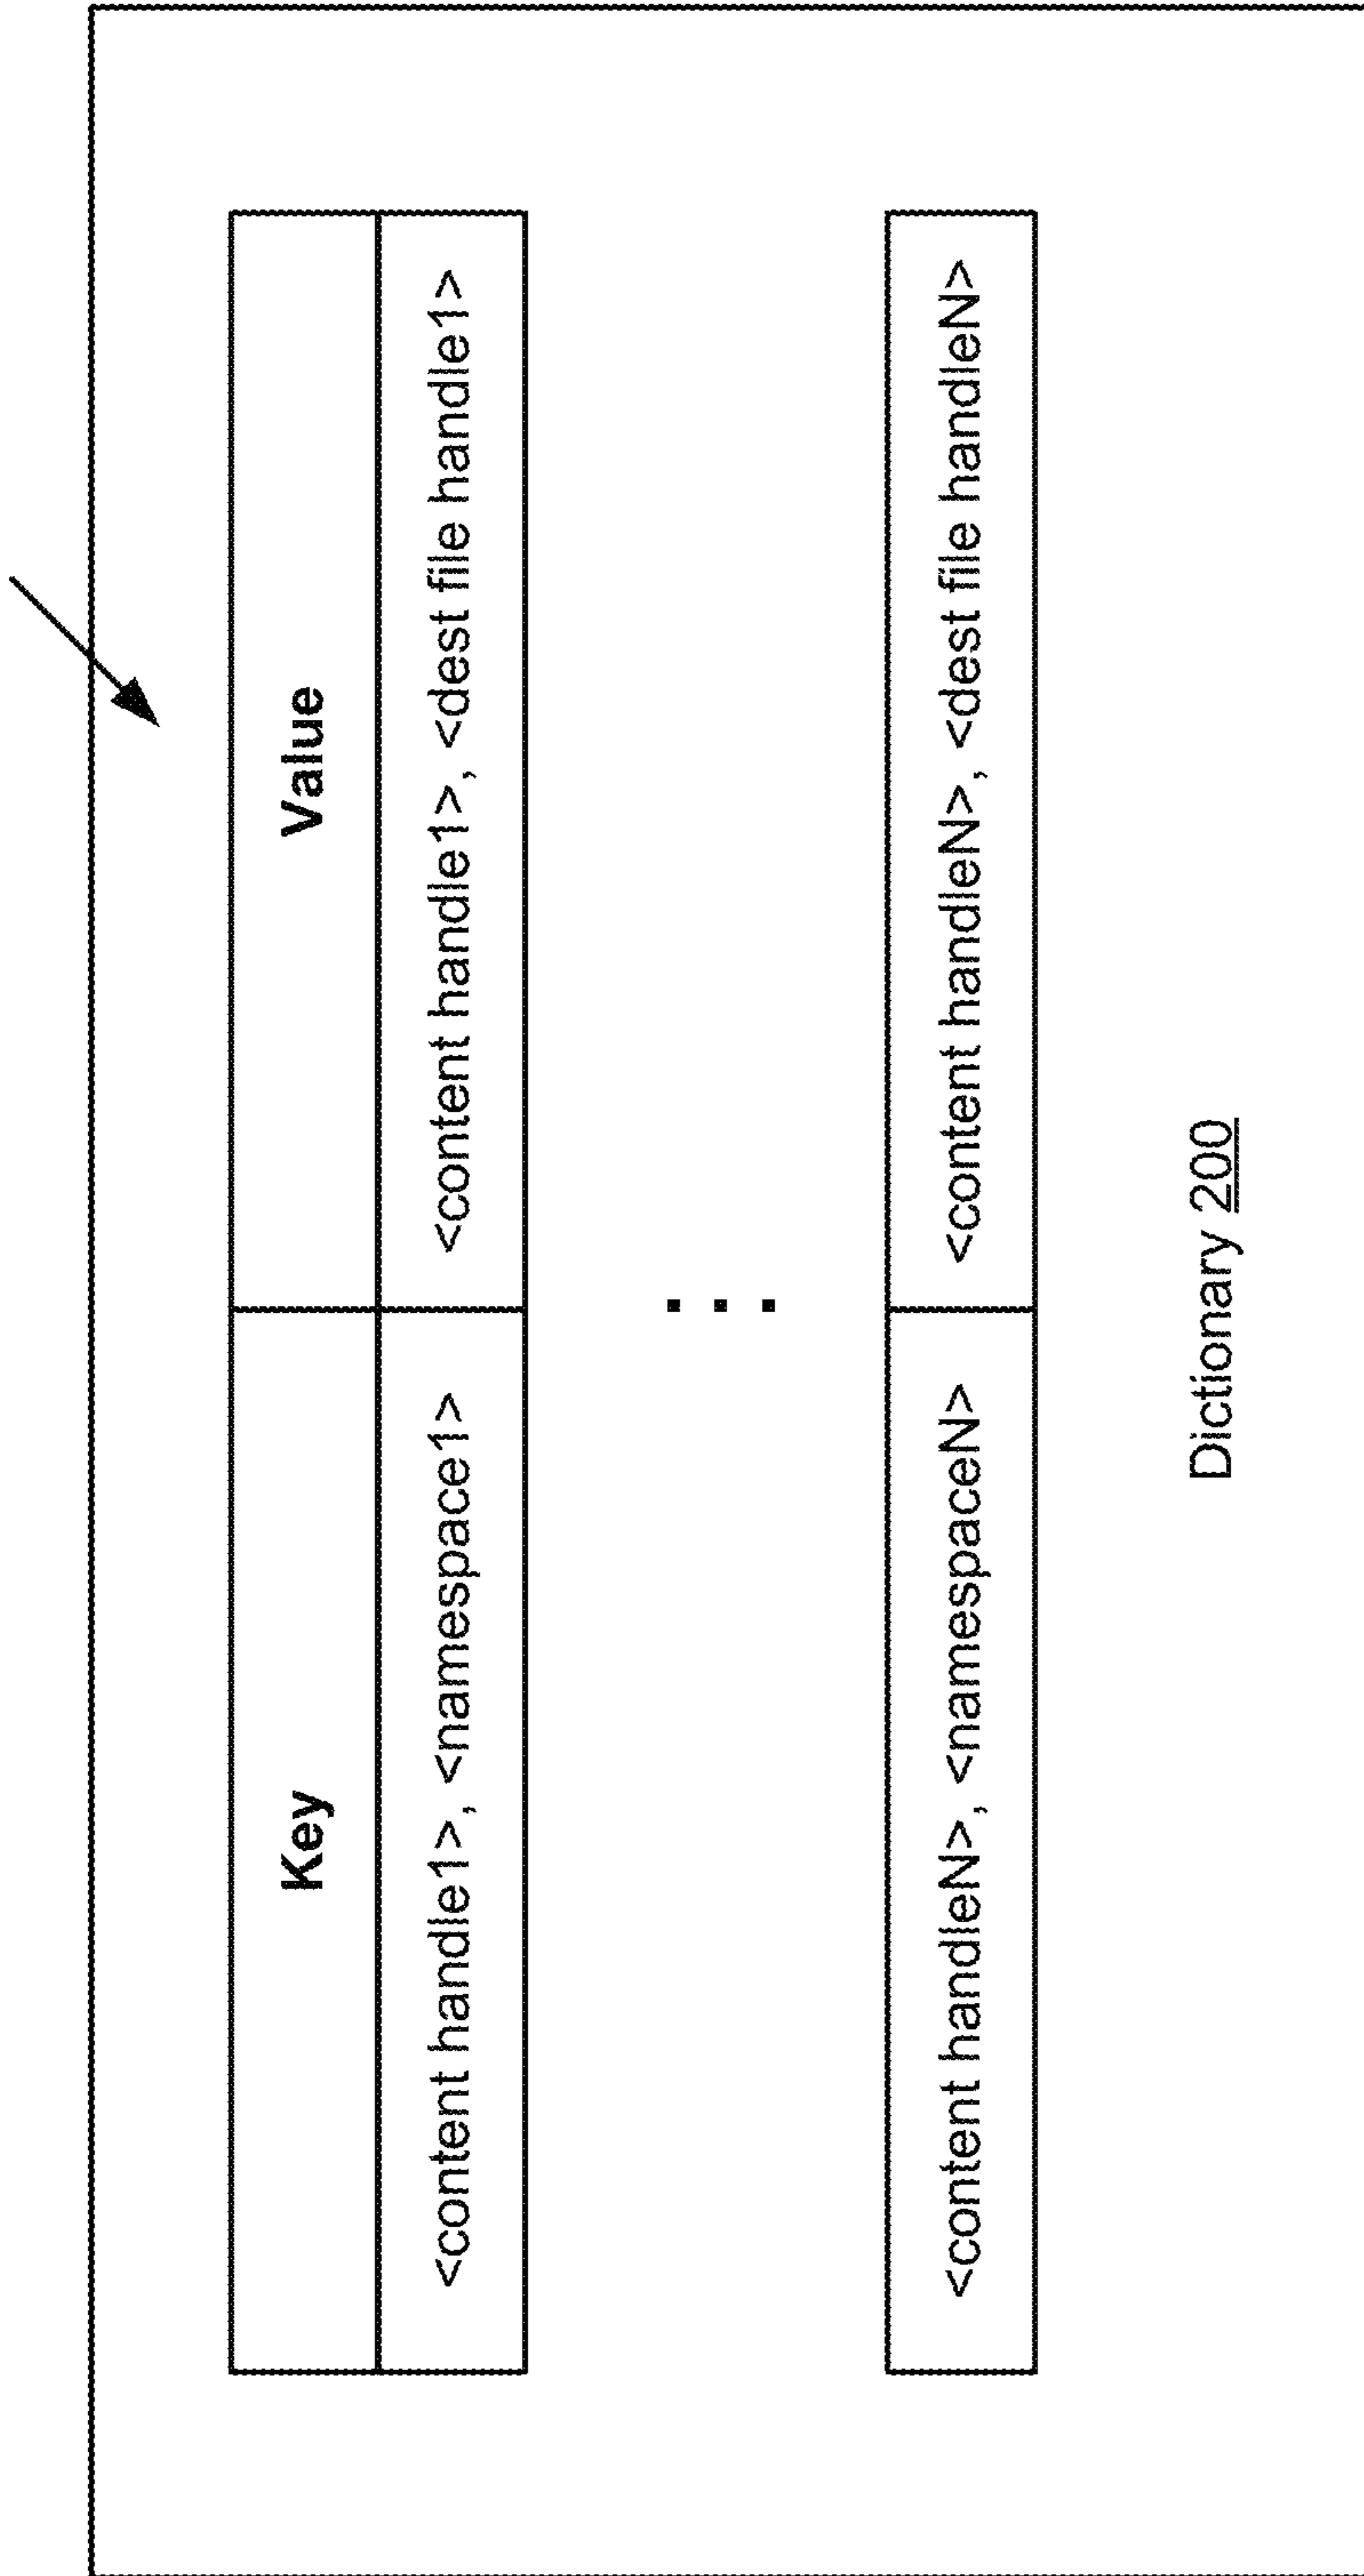 Key Value
<content handle1>, <namespace1> <content handle1>, <dest file handle1>
. . .
<content handleN>, <namespaceN> <content handleN>, <dest file handleN>
Dictionary 200